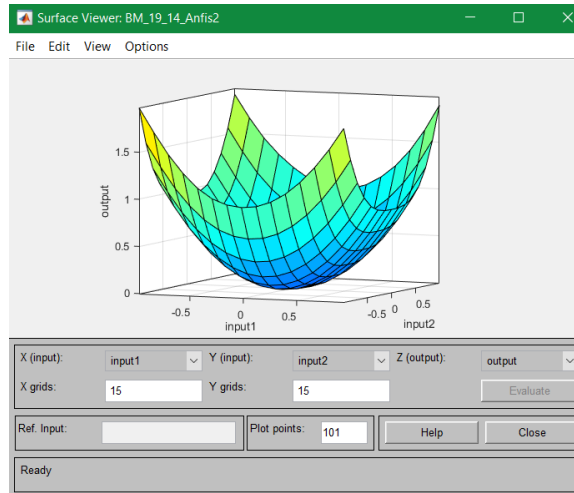 Surface Viewer: BM_19_14_Anfis2
File Edit View Options
1.5
1
0.5
0
output
-0.5 0 0.5
input1
-0.5 0 0.5
input2
X (input): input1 Y (input): input2 Z (output): output
X grids: 15 Y grids: 15 Evaluate
Ref. Input: Plot points: 101 Help Close
Ready